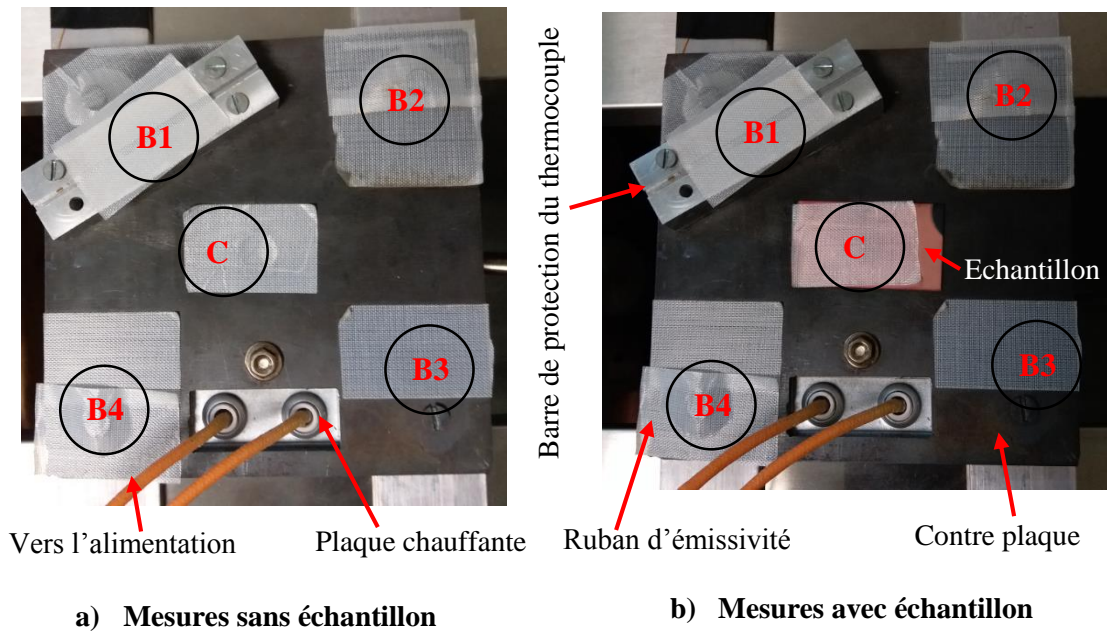 B1
B2
C
B3
B4
Vers l'alimentation
Plaque chauffante
a) Mesures sans échantillon
Barre de protection du thermocouple
B1
B2
C
Echantillon
B3
B4
Ruban d'émissivité
Contre plaque
b) Mesures avec échantillon